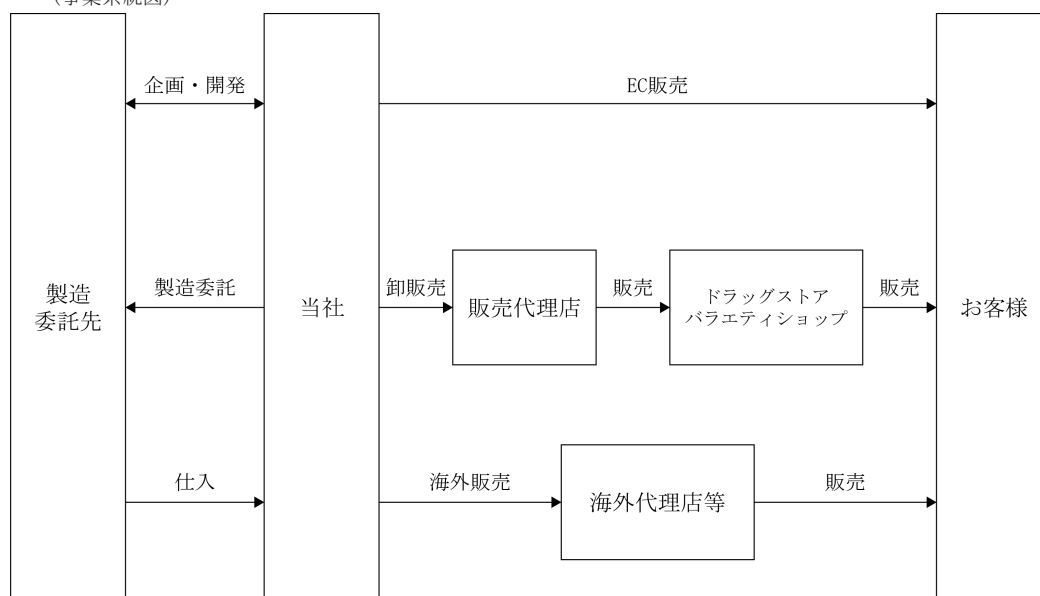 企画・開発
EC販売
製造
委託先
製造委託
当社
卸販売
販売代理店
販売
ドラッグストア
バラエティショップ
販売
お客様
仕入
海外販売
海外代理店等
販売